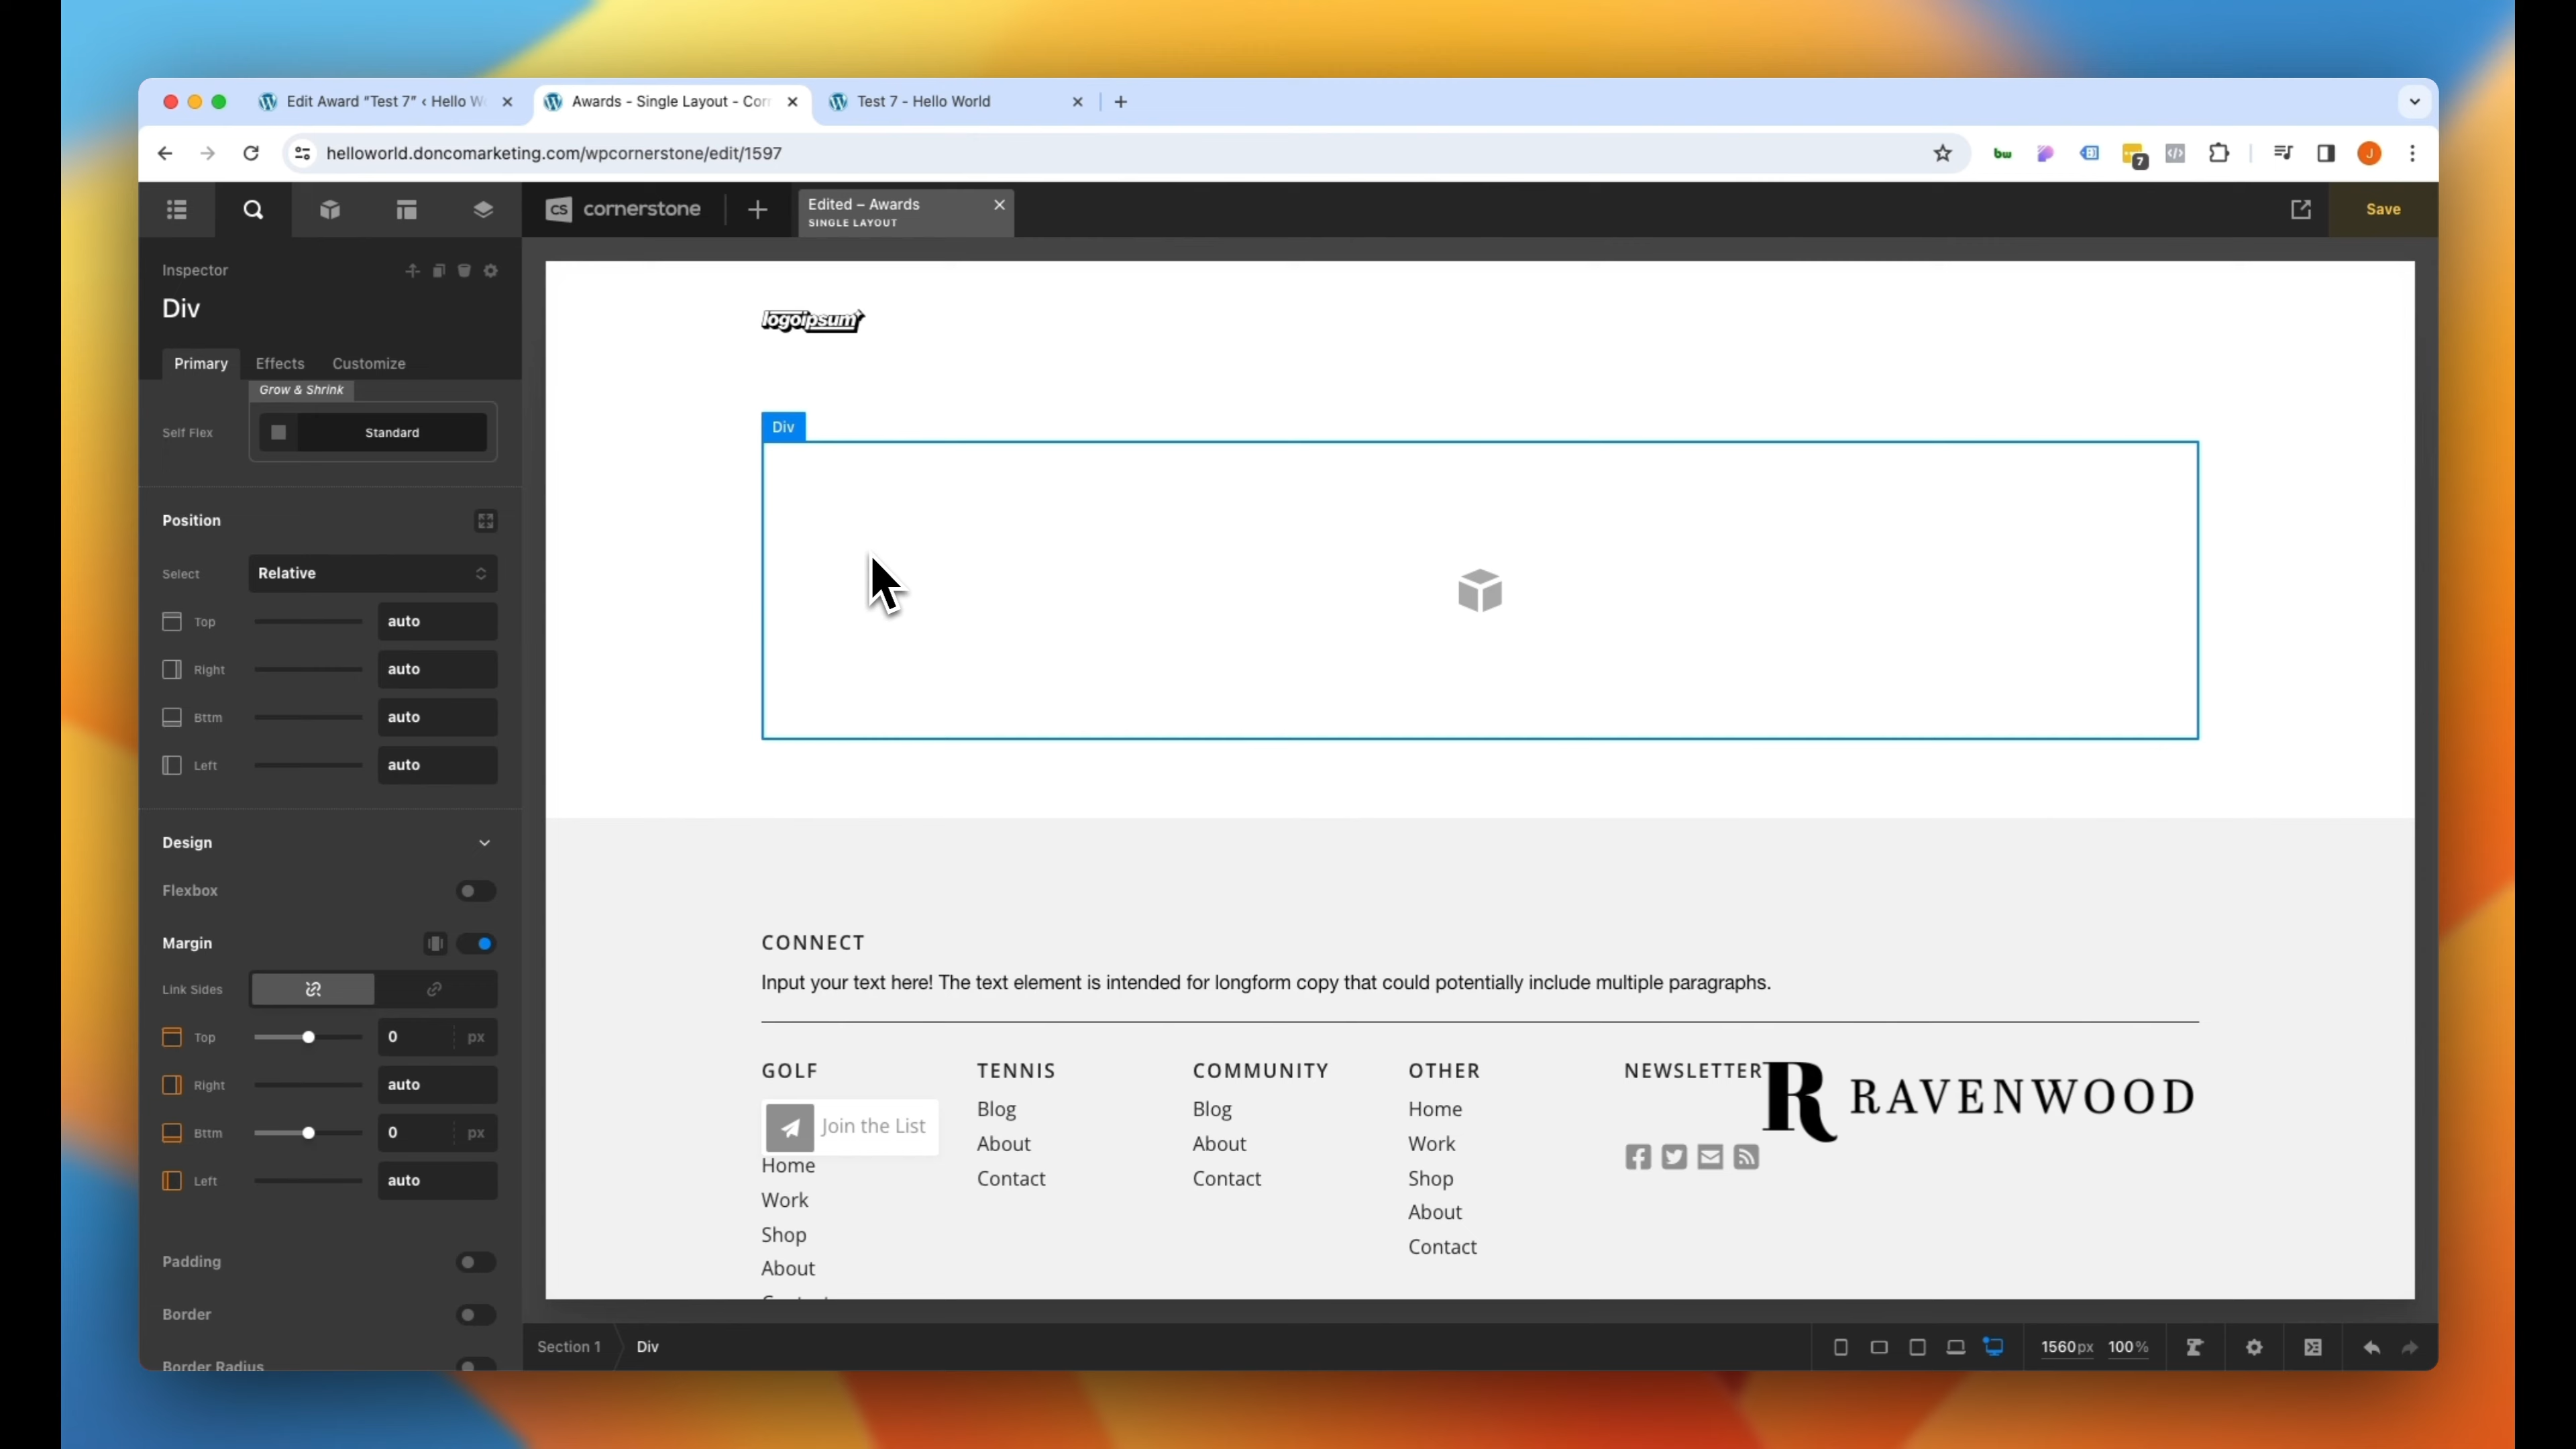 Edit Award "Test 7" ‹ Hello W
Awards - Single Layout - Cor
Test 7 - Hello World
helloworld.doncomarketing.com/wpcornerstone/edit/1597
bw
7
J
cs cornerstone
Edited – Awards
SINGLE LAYOUT
Save
Inspector
Div
Primary
Effects
Customize
Grow & Shrink
Self Flex
Standard
Position
Select
Relative
Top
auto
Right
auto
Bttm
auto
Left
auto
Design
Flexbox
Margin
Link Sides
Top
0
px
Right
auto
Bttm
0
px
Left
auto
Padding
Border
Border Radius
logoipsum
Div
CONNECT
Input your text here! The text element is intended for longform copy that could potentially include multiple paragraphs.
GOLF
Join the List
Home
Work
Shop
About
TENNIS
Blog
About
Contact
COMMUNITY
Blog
About
Contact
OTHER
Home
Work
Shop
About
Contact
NEWSLETTER
R RAVENWOOD
Section 1
Div
1560px
100%